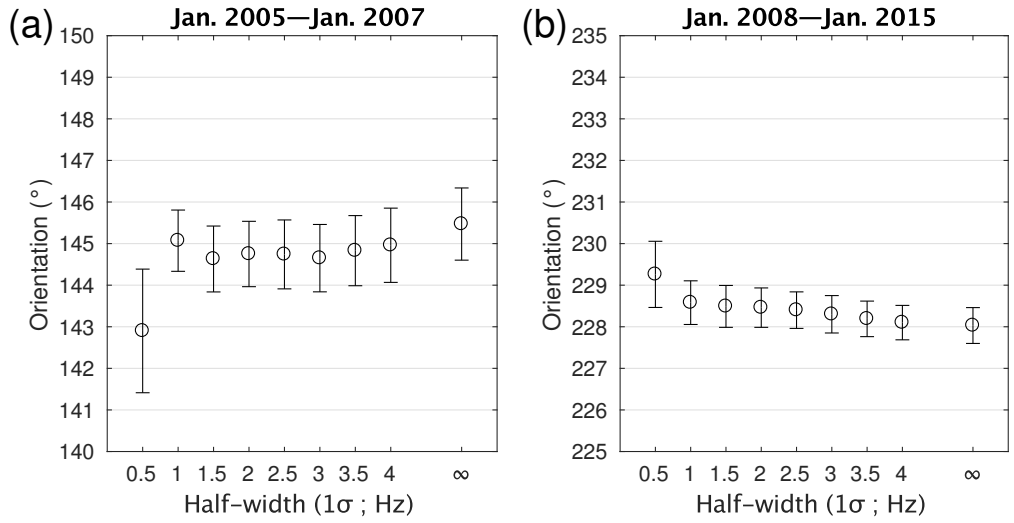 (a)
Jan. 2005—Jan. 2007
150
149
148
147
146
145
144
143
142
141
140
Orientation (°)
0.5 1 1.5 2 2.5 3 3.5 4 ∞
Half–width (1σ ; Hz)
(b)
Jan. 2008—Jan. 2015
235
234
233
232
231
230
229
228
227
226
225
Orientation (°)
0.5 1 1.5 2 2.5 3 3.5 4 ∞
Half–width (1σ ; Hz)